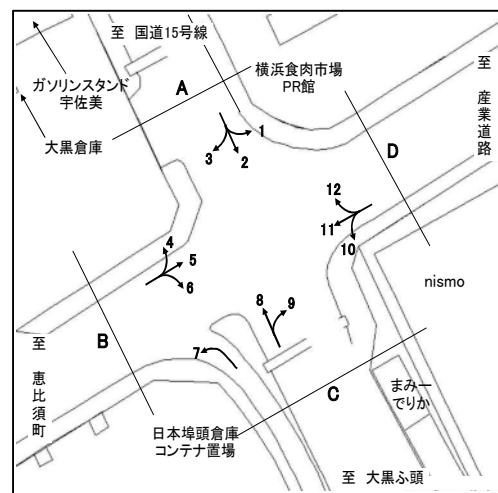 至 国道15号線
ガソリンスタンド
宇佐美
A
横浜食肉市場
PR館
至 産業道路
大黒倉庫
1
2
3
D
12
11
10
4
5
6
nismo
8
9
B
7
至 恵比須町
C
まみー
でりか
日本埠頭倉庫
コンテナ置場
至 大黒ふ頭